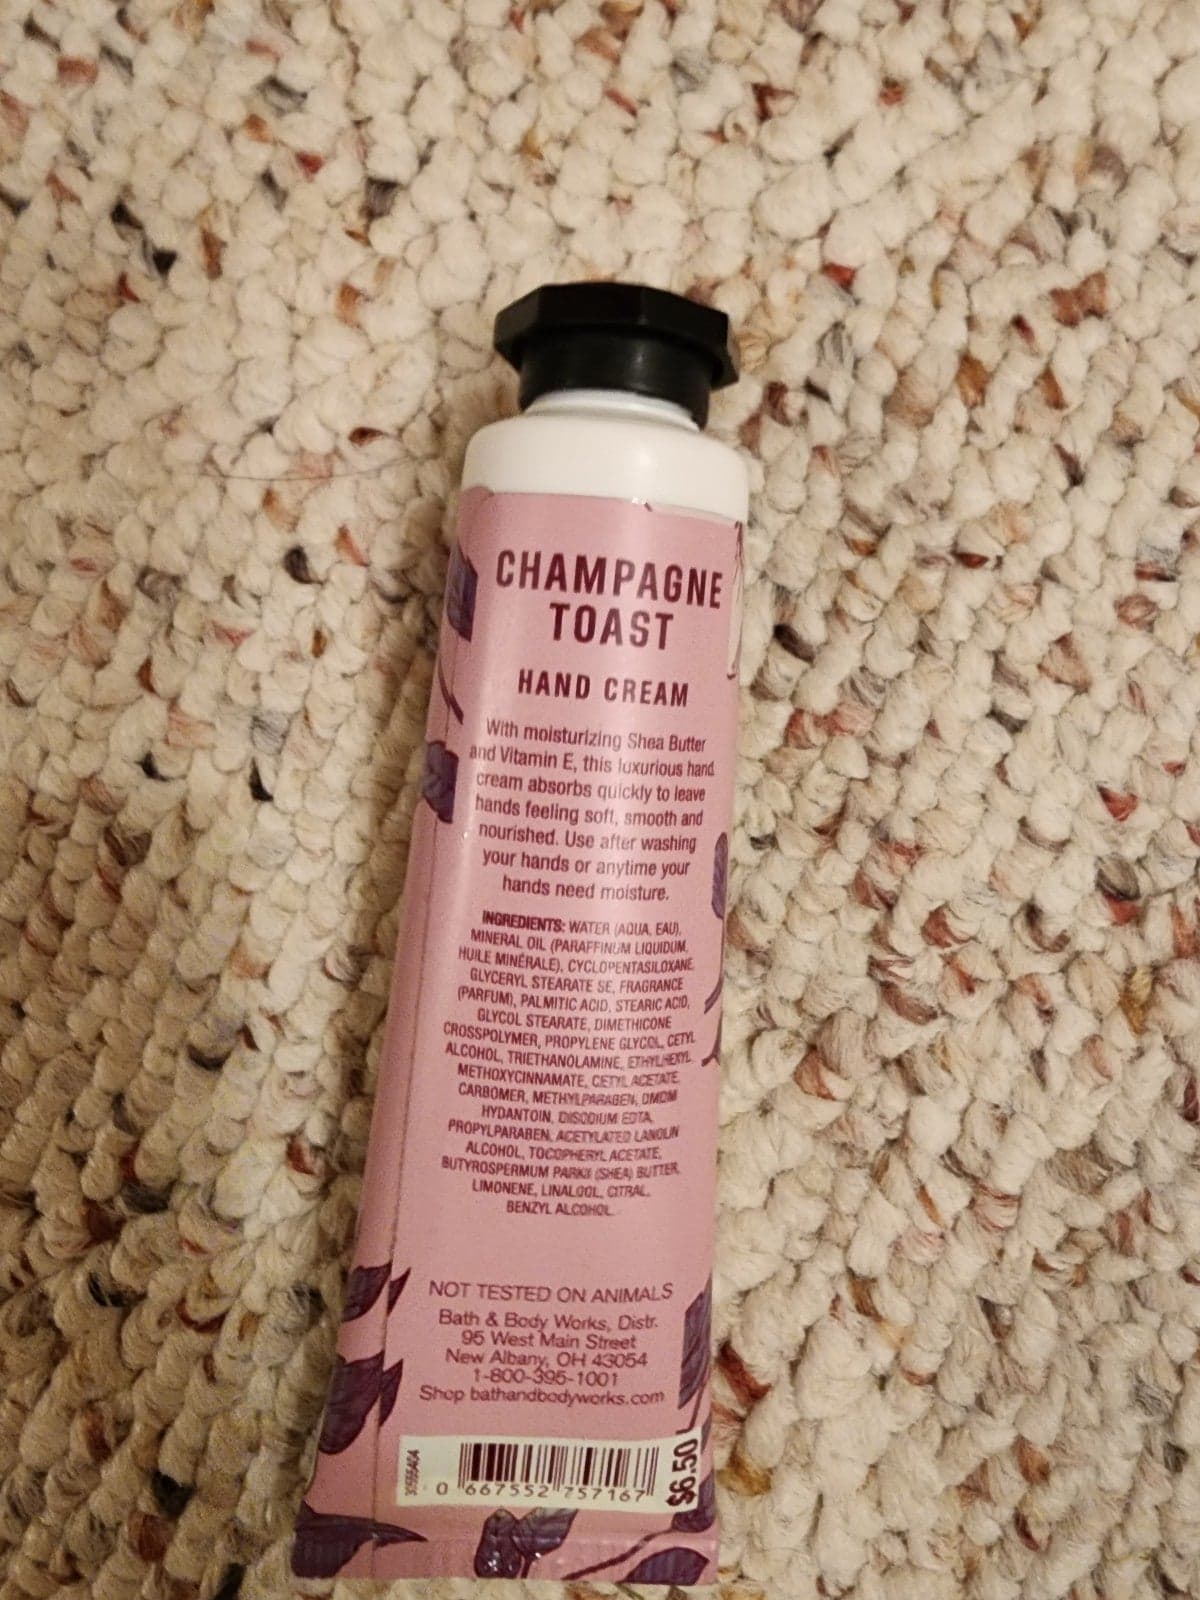 CHAMPAGNE
TOAST
HAND CREAM
With moisturizing Shea Butter
and Vitamin E, this luxurious hand
cream absorbs quickly to leave
hands feeling soft, smooth and
nourished. Use after washing
your hands or anytime your
hands need moisture.
INGREDIENTS: WATER (AQUA, EAU),
MINERAL OIL (PARAFFINUM LIQUIDUM,
HUILE MINÉRALE), CYCLOPENTASILOXANE,
GLYCERYL STEARATE SE, FRAGRANCE
(PARFUM), PALMITIC ACID, STEARIC ACID,
GLYCOL STEARATE, DIMETHICONE
CROSSPOLYMER, PROPYLENE GLYCOL, CETYL
ALCOHOL, TRIETHANOLAMINE, ETHYLHEXYL
METHOXYCINNAMATE, CETYL ACETATE,
CARBOMER, METHYLPARABEN, DMDM
HYDANTOIN, DISODIUM EDTA,
PROPYLPARABEN, ACETYLATED LANOLIN
ALCOHOL, TOCOPHERYL ACETATE,
BUTYROSPERMUM PARKII (SHEA) BUTTER,
LIMONENE, LINALOOL, CITRAL,
BENZYL ALCOHOL.
NOT TESTED ON ANIMALS
Bath & Body Works, Distr.
95 West Main Street
New Albany, OH 43054
1-800-395-1001
Shop bathandbodyworks.com
30555404
0 667552 757167
$6.50